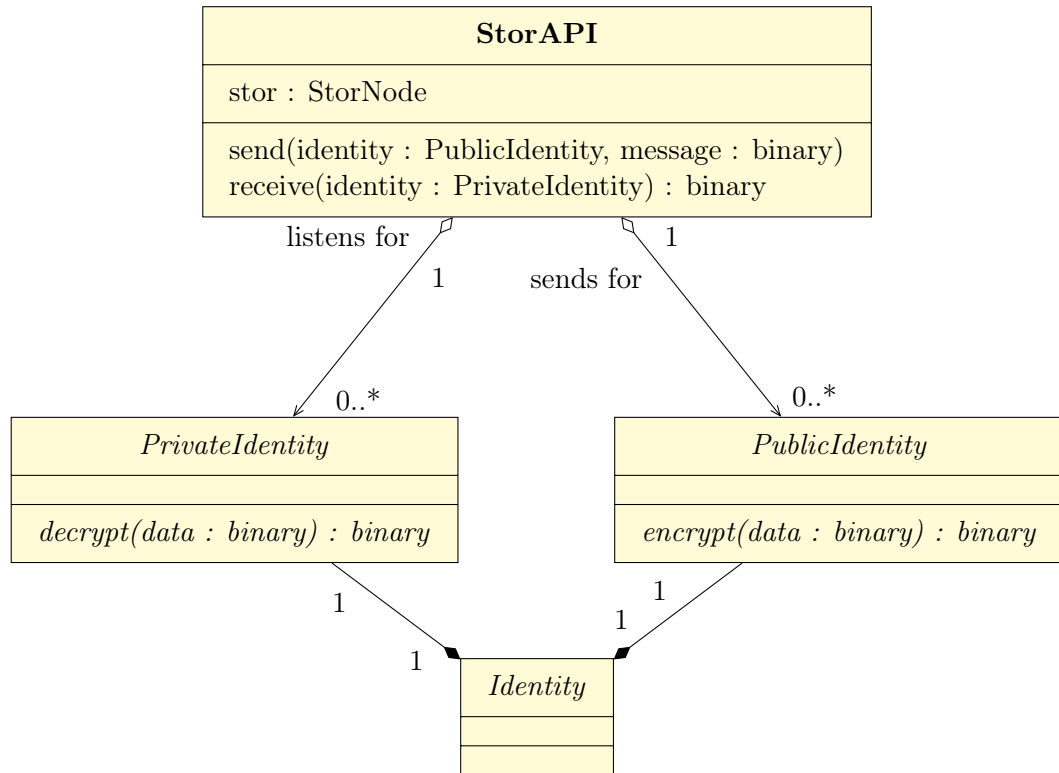 StorAPI
stor : StorNode
send(identity : PublicIdentity, message : binary)
receive(identity : PrivateIdentity) : binary
listens for
1
1
sends for
0..*
0..*
PrivateIdentity
PublicIdentity
decrypt(data : binary) : binary
encrypt(data : binary) : binary
1
1
1
1
Identity